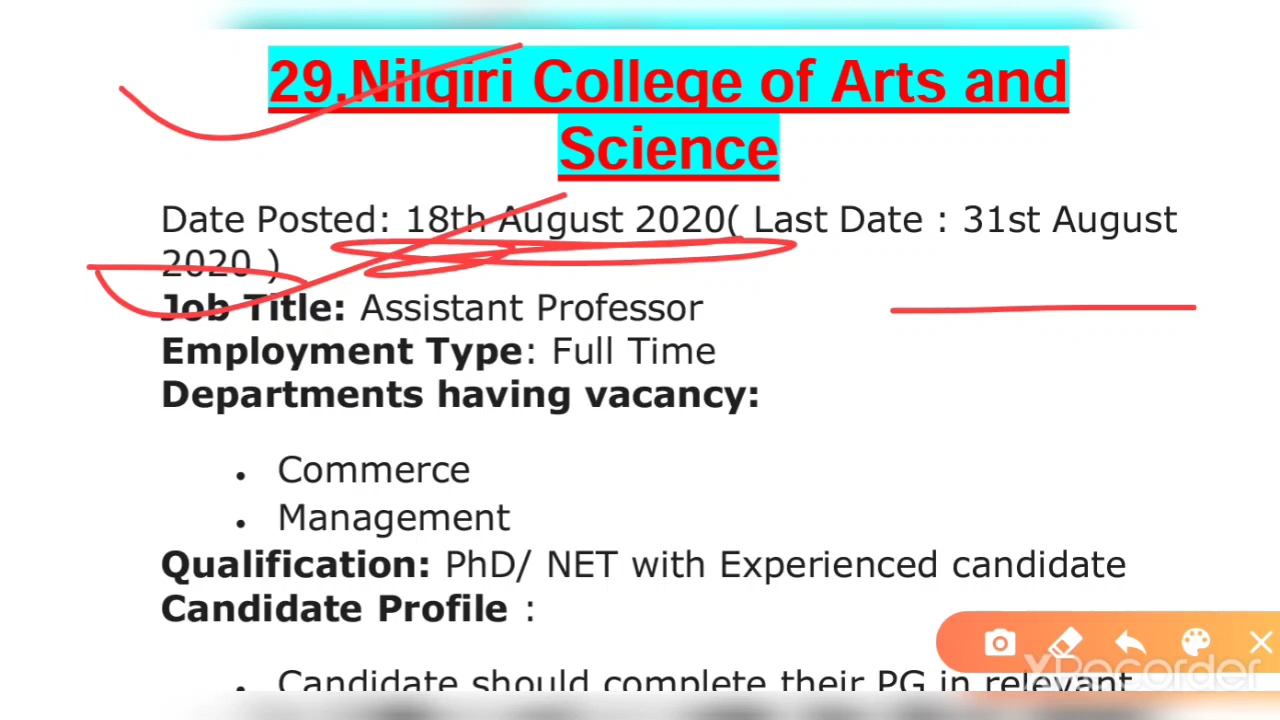 29.Nilgiri College of Arts and
Science
Date Posted: 18th August 2020( Last Date : 31st August
2020 )
Job Title: Assistant Professor
Employment Type: Full Time
Departments having vacancy:
• Commerce
• Management
Qualification: PhD/ NET with Experienced candidate
Candidate Profile :
• Candidate should complete their PG in relevant
XRecorder